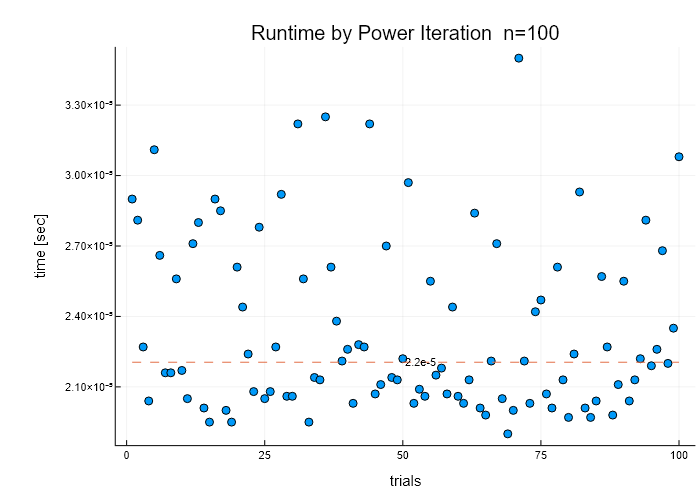 Runtime by Power Iteration n=100
3.30×10⁻⁵
3.00×10⁻⁵
2.70×10⁻⁵
2.40×10⁻⁵
2.10×10⁻⁵
time [sec]
2.2e-5
0 25 50 75 100
trials